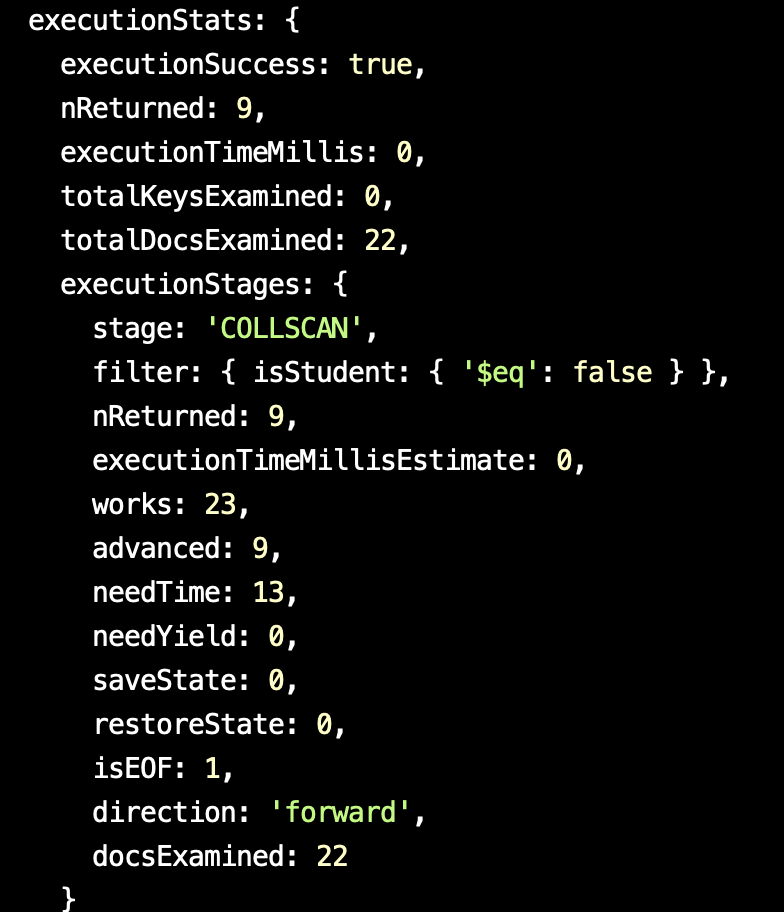 executionStats: {
executionSuccess: true,
nReturned: 9,
executionTimeMillis: 0,
totalKeysExamined: 0,
totalDocsExamined: 22,
executionStages: {
stage: 'COLLSCAN',
filter: { isStudent: { '$eq': false } },
nReturned: 9,
executionTimeMillisEstimate: 0,
works: 23,
advanced: 9,
needTime: 13,
needYield: 0,
saveState: 0,
restoreState: 0,
isEOF: 1,
direction: 'forward',
docsExamined: 22
}